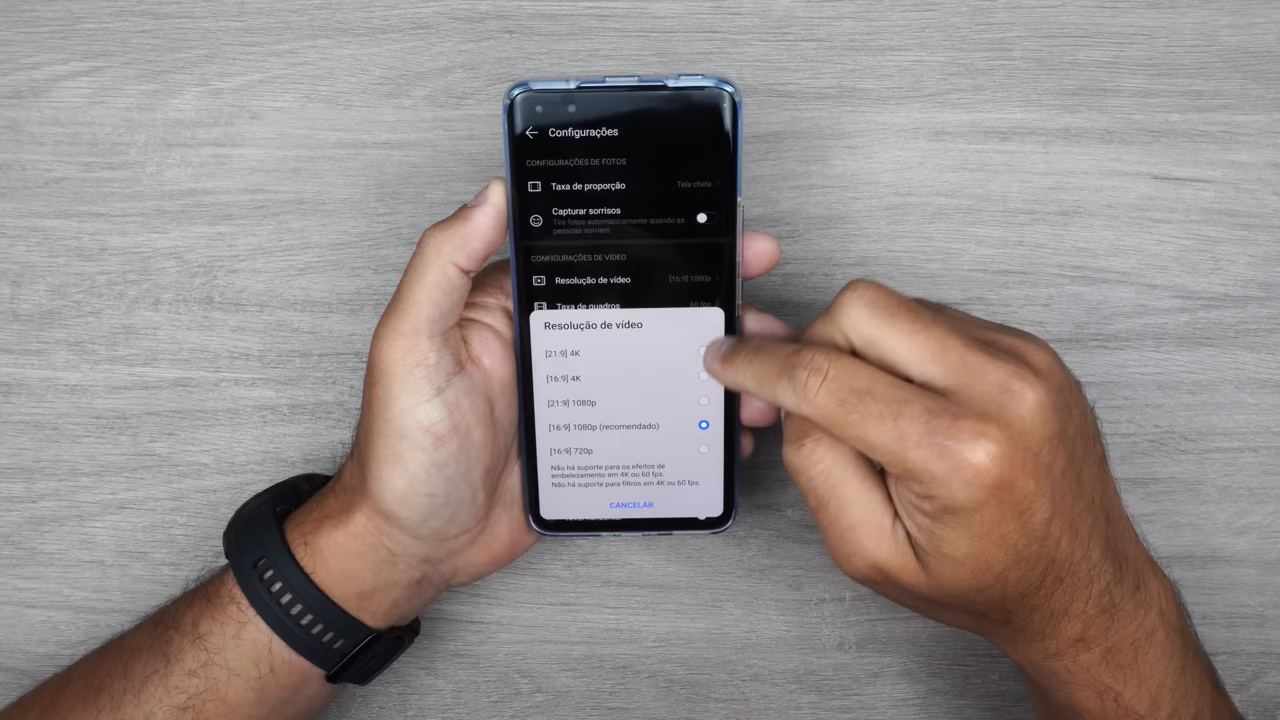 Configurações
CONFIGURAÇÕES DE FOTOS
Taxa de proporção
Tela cheia
Capturar sorrisos
Tire fotos automaticamente quando as
pessoas sorriem
CONFIGURAÇÕES DE VÍDEO
Resolução de vídeo
[16:9] 1080p
Taxa de quadros
60 fps
Resolução de vídeo
[21:9] 4K
[16:9] 4K
[21:9] 1080p
[16:9] 1080p (recomendado)
[16:9] 720p
Não há suporte para os efeitos de
embelezamento em 4K ou 60 fps.
Não há suporte para filtros em 4K ou 60 fps.
CANCELAR